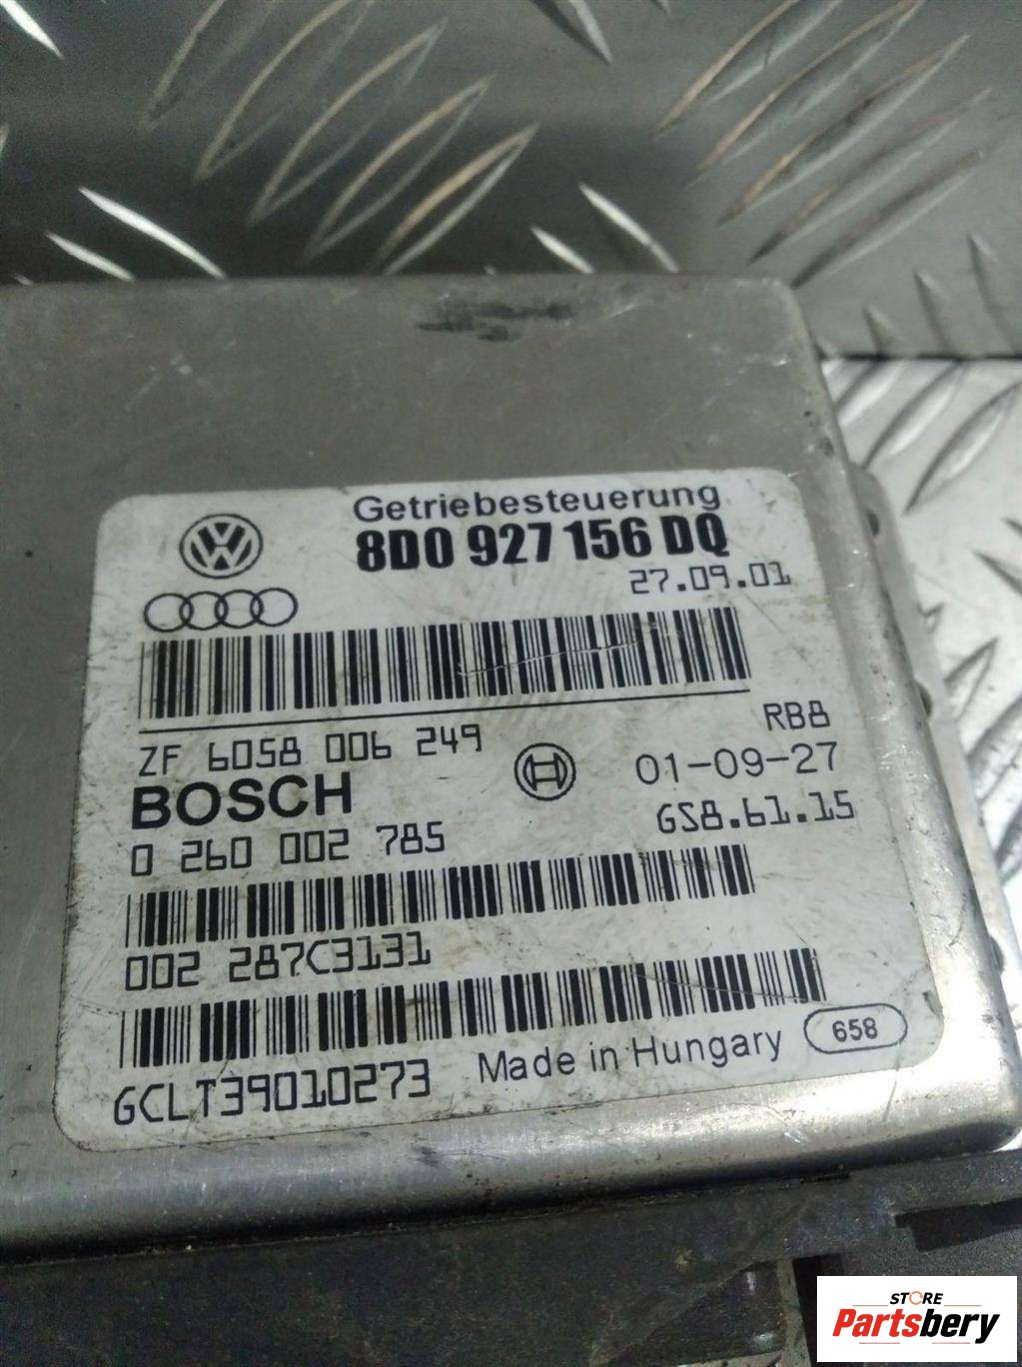 Getriebesteuerung
8D0 927 156 DQ
27.09.01
ZF 6058 006 249
RB8
BOSCH
01-09-27
0 260 002 785
GS8.61.15
002 287C3131
GCLT39010273
Made in Hungary
658
STORE
Partsbery